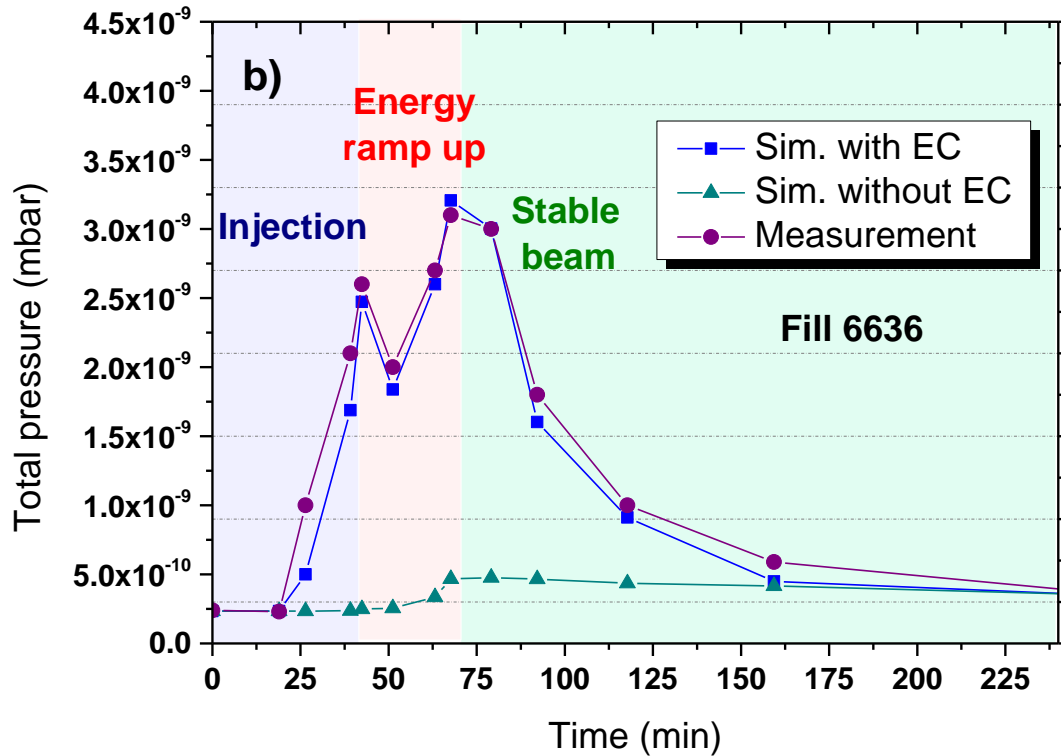 4.5x10⁻⁹
4.0x10⁻⁹
3.5x10⁻⁹
3.0x10⁻⁹
2.5x10⁻⁹
2.0x10⁻⁹
1.5x10⁻⁹
1.0x10⁻⁹
5.0x10⁻¹⁰
0.0
Total pressure (mbar)
b)
Energy
ramp up
Injection
Stable
beam
Sim. with EC
Sim. without EC
Measurement
Fill 6636
0 25 50 75 100 125 150 175 200 225
Time (min)